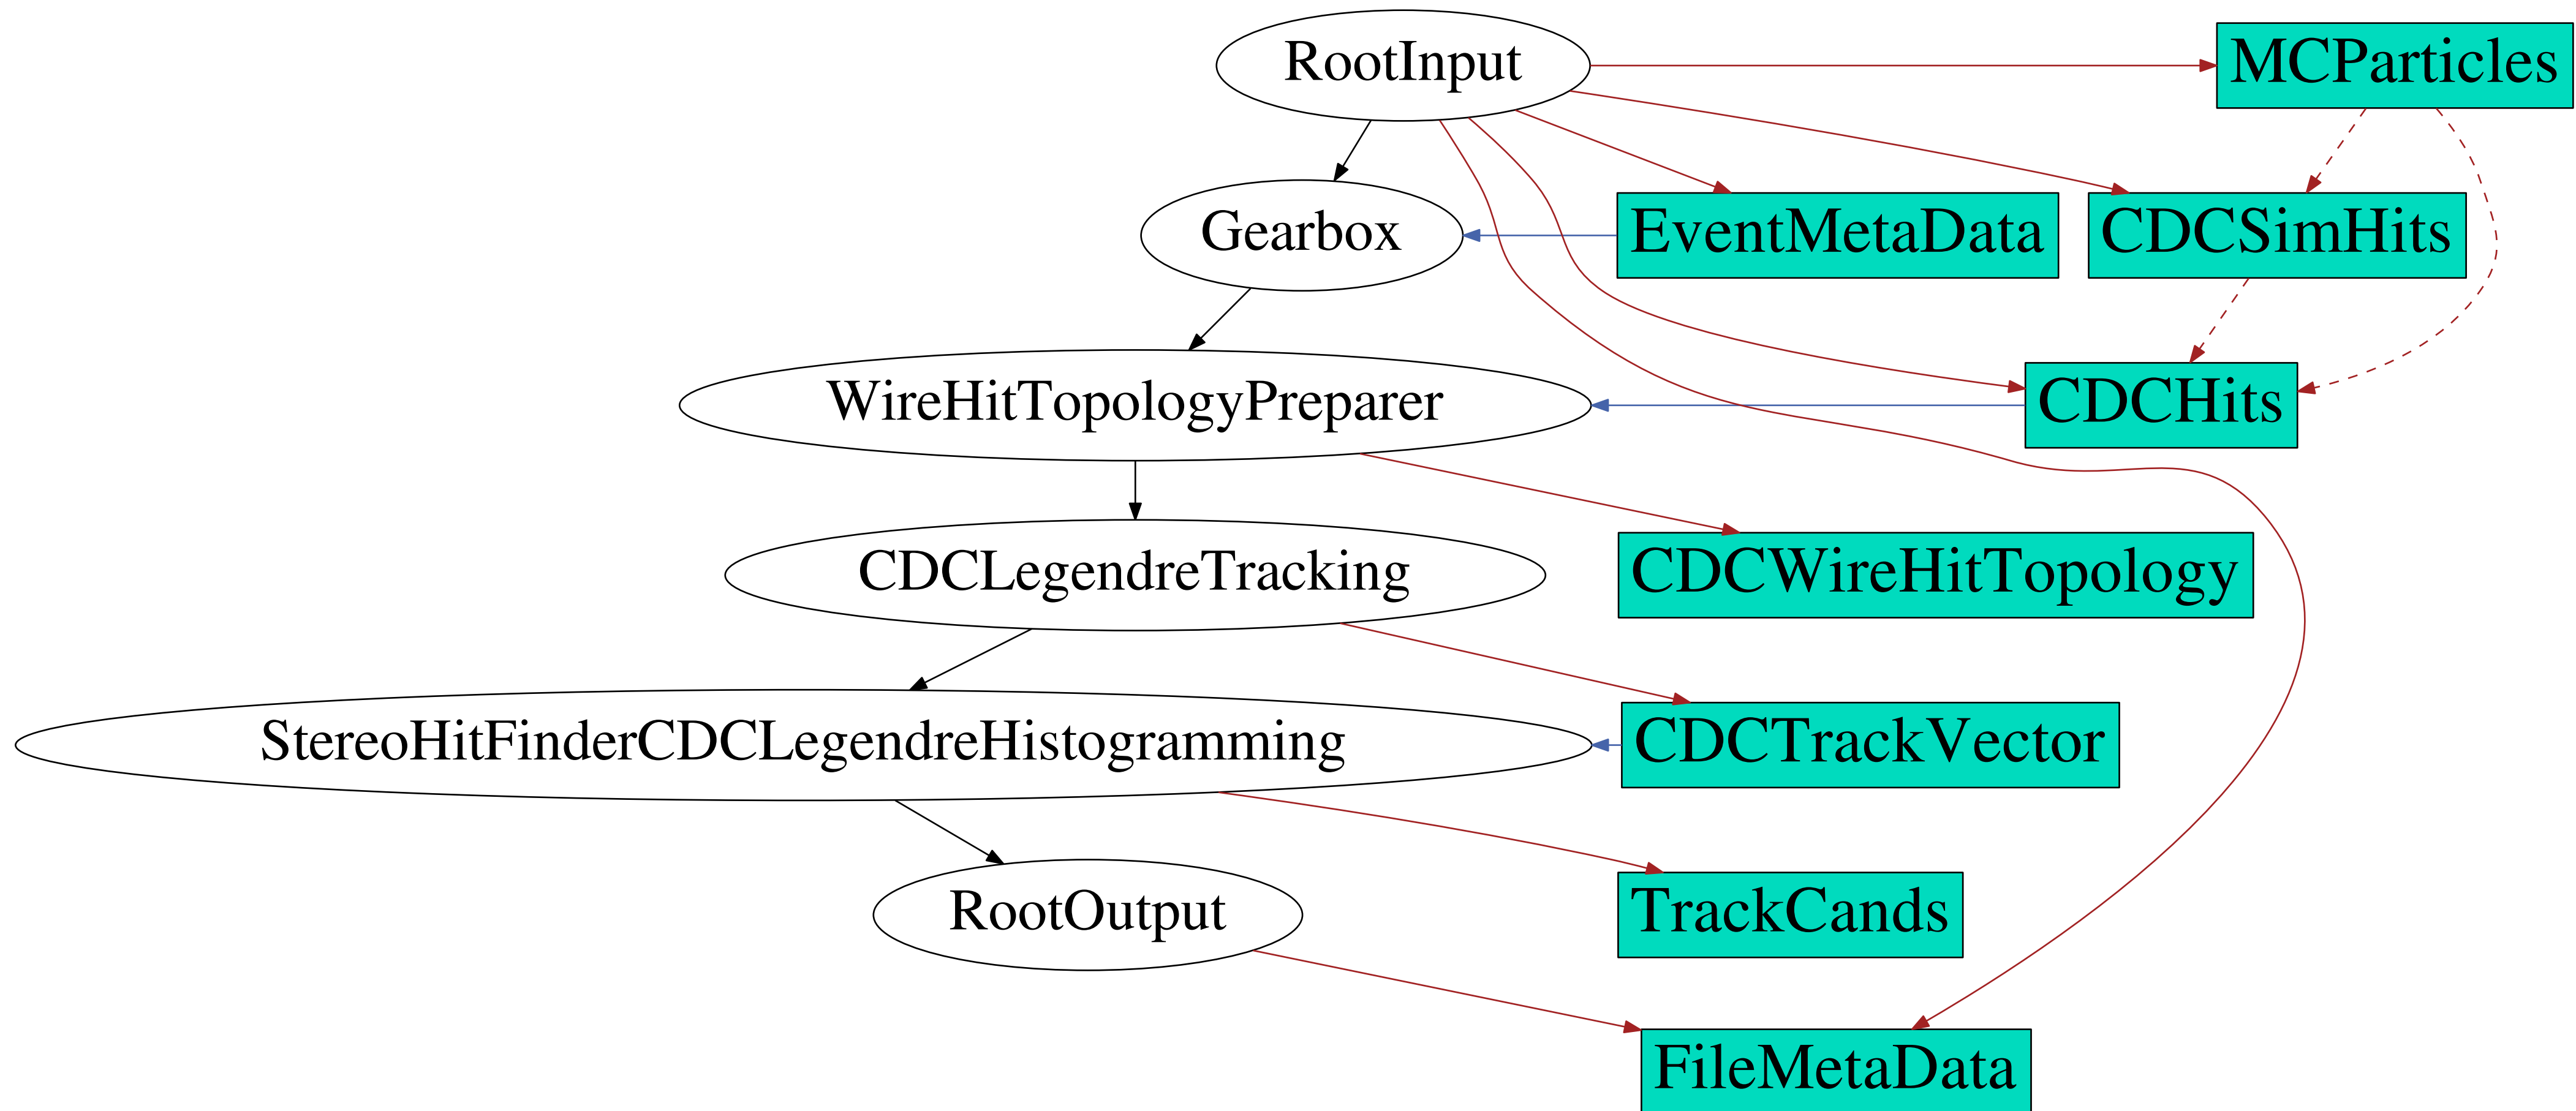 RootInput
MCParticles
Gearbox
EventMetaData
CDCSimHits
WireHitTopologyPreparer
CDCHits
CDCLegendreTracking
CDCWireHitTopology
StereoHitFinderCDCLegendreHistogramming
CDCTrackVector
RootOutput
TrackCands
FileMetaData